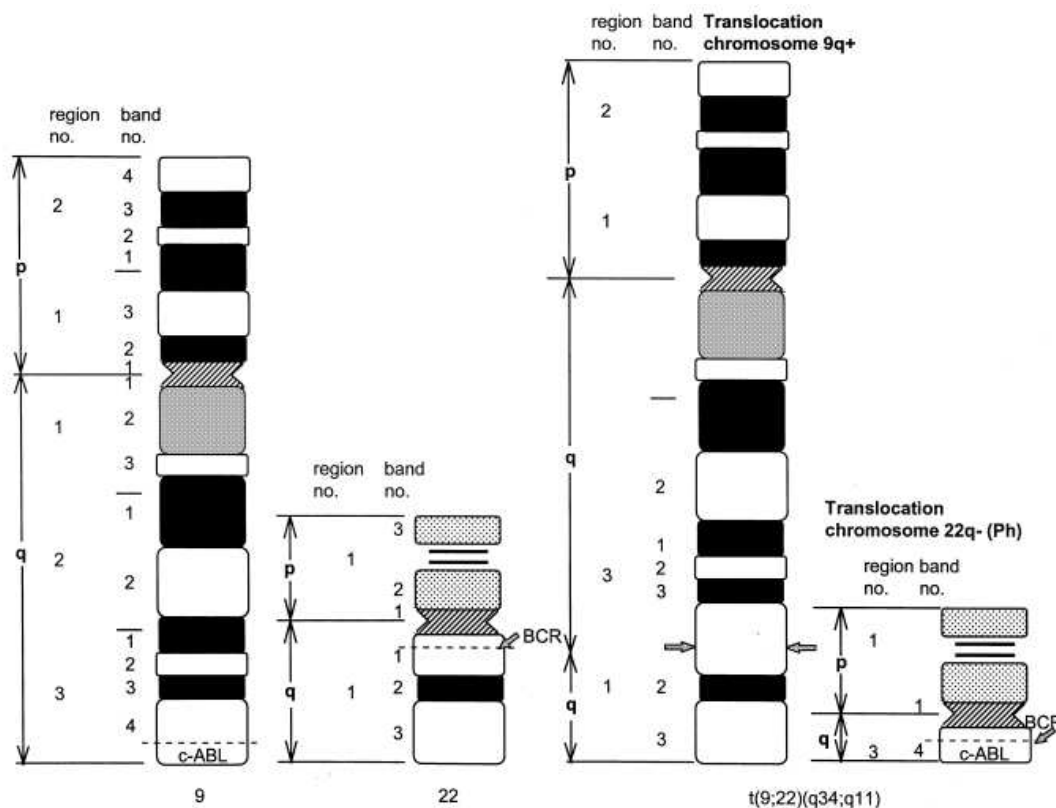 region
no.
band
no.
p
2
4
3
2
1
1
3
2
1
q
1
1
2
3
2
1
2
3
1
2
3
4
c-ABL
9
region
no.
band
no.
p
1
3
2
1
BCR
q
1
1
2
3
22
region
no.
band
no.
Translocation
chromosome 9q+
p
2
1
q
2
3
1
2
3
q
1
2
3
Translocation
chromosome 22q- (Ph)
region band
no. no.
p
1
1
q
3
4
c-ABL
t(9;22)(q34;q11)